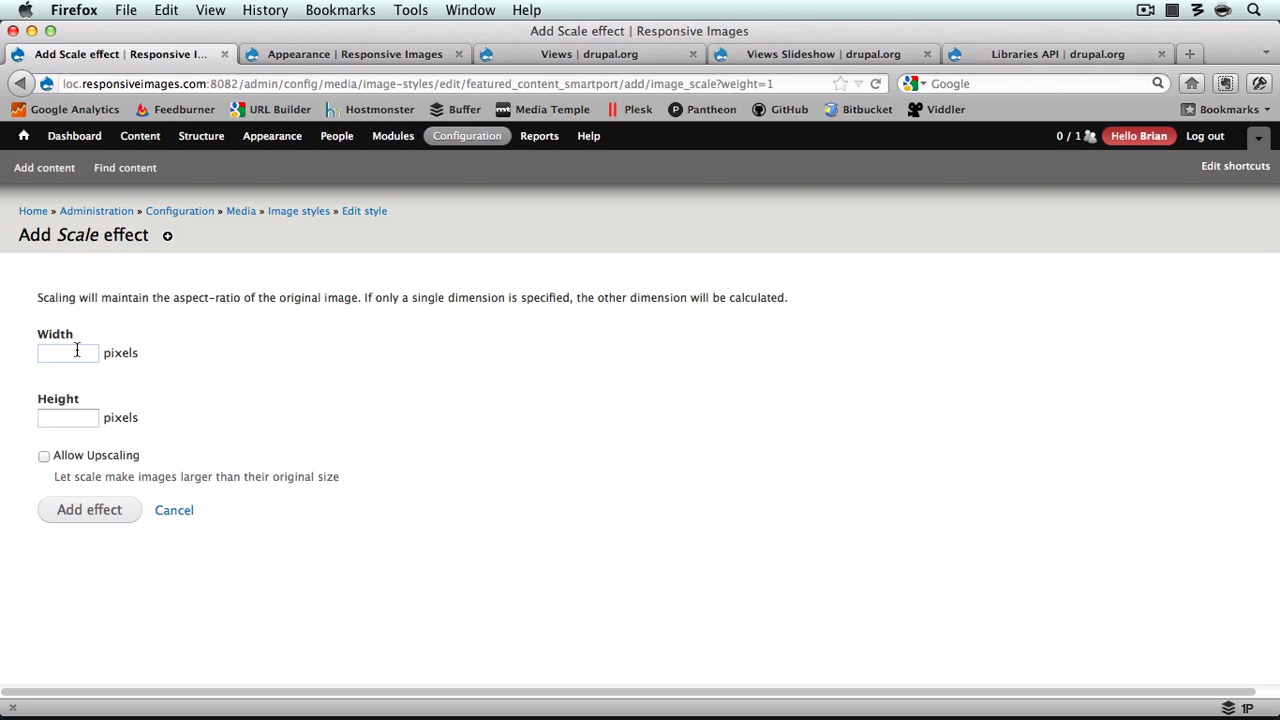 Firefox File Edit View History Bookmarks Tools Window Help
Add Scale effect | Responsive Images
Add Scale effect | Responsive I... Appearance | Responsive Images Views | drupal.org Views Slideshow | drupal.org Libraries API | drupal.org
loc.responsiveimages.com:8082/admin/config/media/image-styles/edit/featured_content_smartport/add/image_scale?weight=1 Google
Google Analytics Feedburner URL Builder Hostmonster Buffer Media Temple Plesk Pantheon GitHub Bitbucket Viddler Bookmarks
Dashboard Content Structure Appearance People Modules Configuration Reports Help 0 / 1 Hello Brian Log out
Add content Find content Edit shortcuts
Home » Administration » Configuration » Media » Image styles » Edit style
Add Scale effect
Scaling will maintain the aspect-ratio of the original image. If only a single dimension is specified, the other dimension will be calculated.
Width
pixels
Height
pixels
Allow Upscaling
Let scale make images larger than their original size
Add effect Cancel
1P